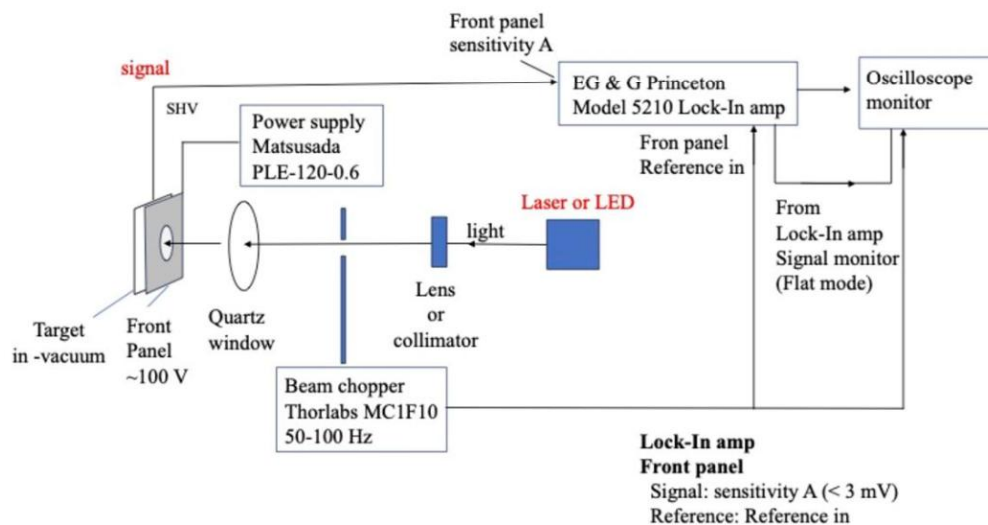 Front panel
sensitivity A
signal
SHV
EG & G Princeton
Model 5210 Lock-In amp
Oscilloscope
monitor
Power supply
Matsusada
PLE-120-0.6
Fron panel
Reference in
Laser or LED
light
From
Lock-In amp
Signal monitor
(Flat mode)
Lens
or
collimator
Quartz
window
Target
in -vacuum
Front
Panel
~100 V
Beam chopper
Thorlabs MC1F10
50-100 Hz
Lock-In amp
Front panel
Signal: sensitivity A (< 3 mV)
Reference: Reference in